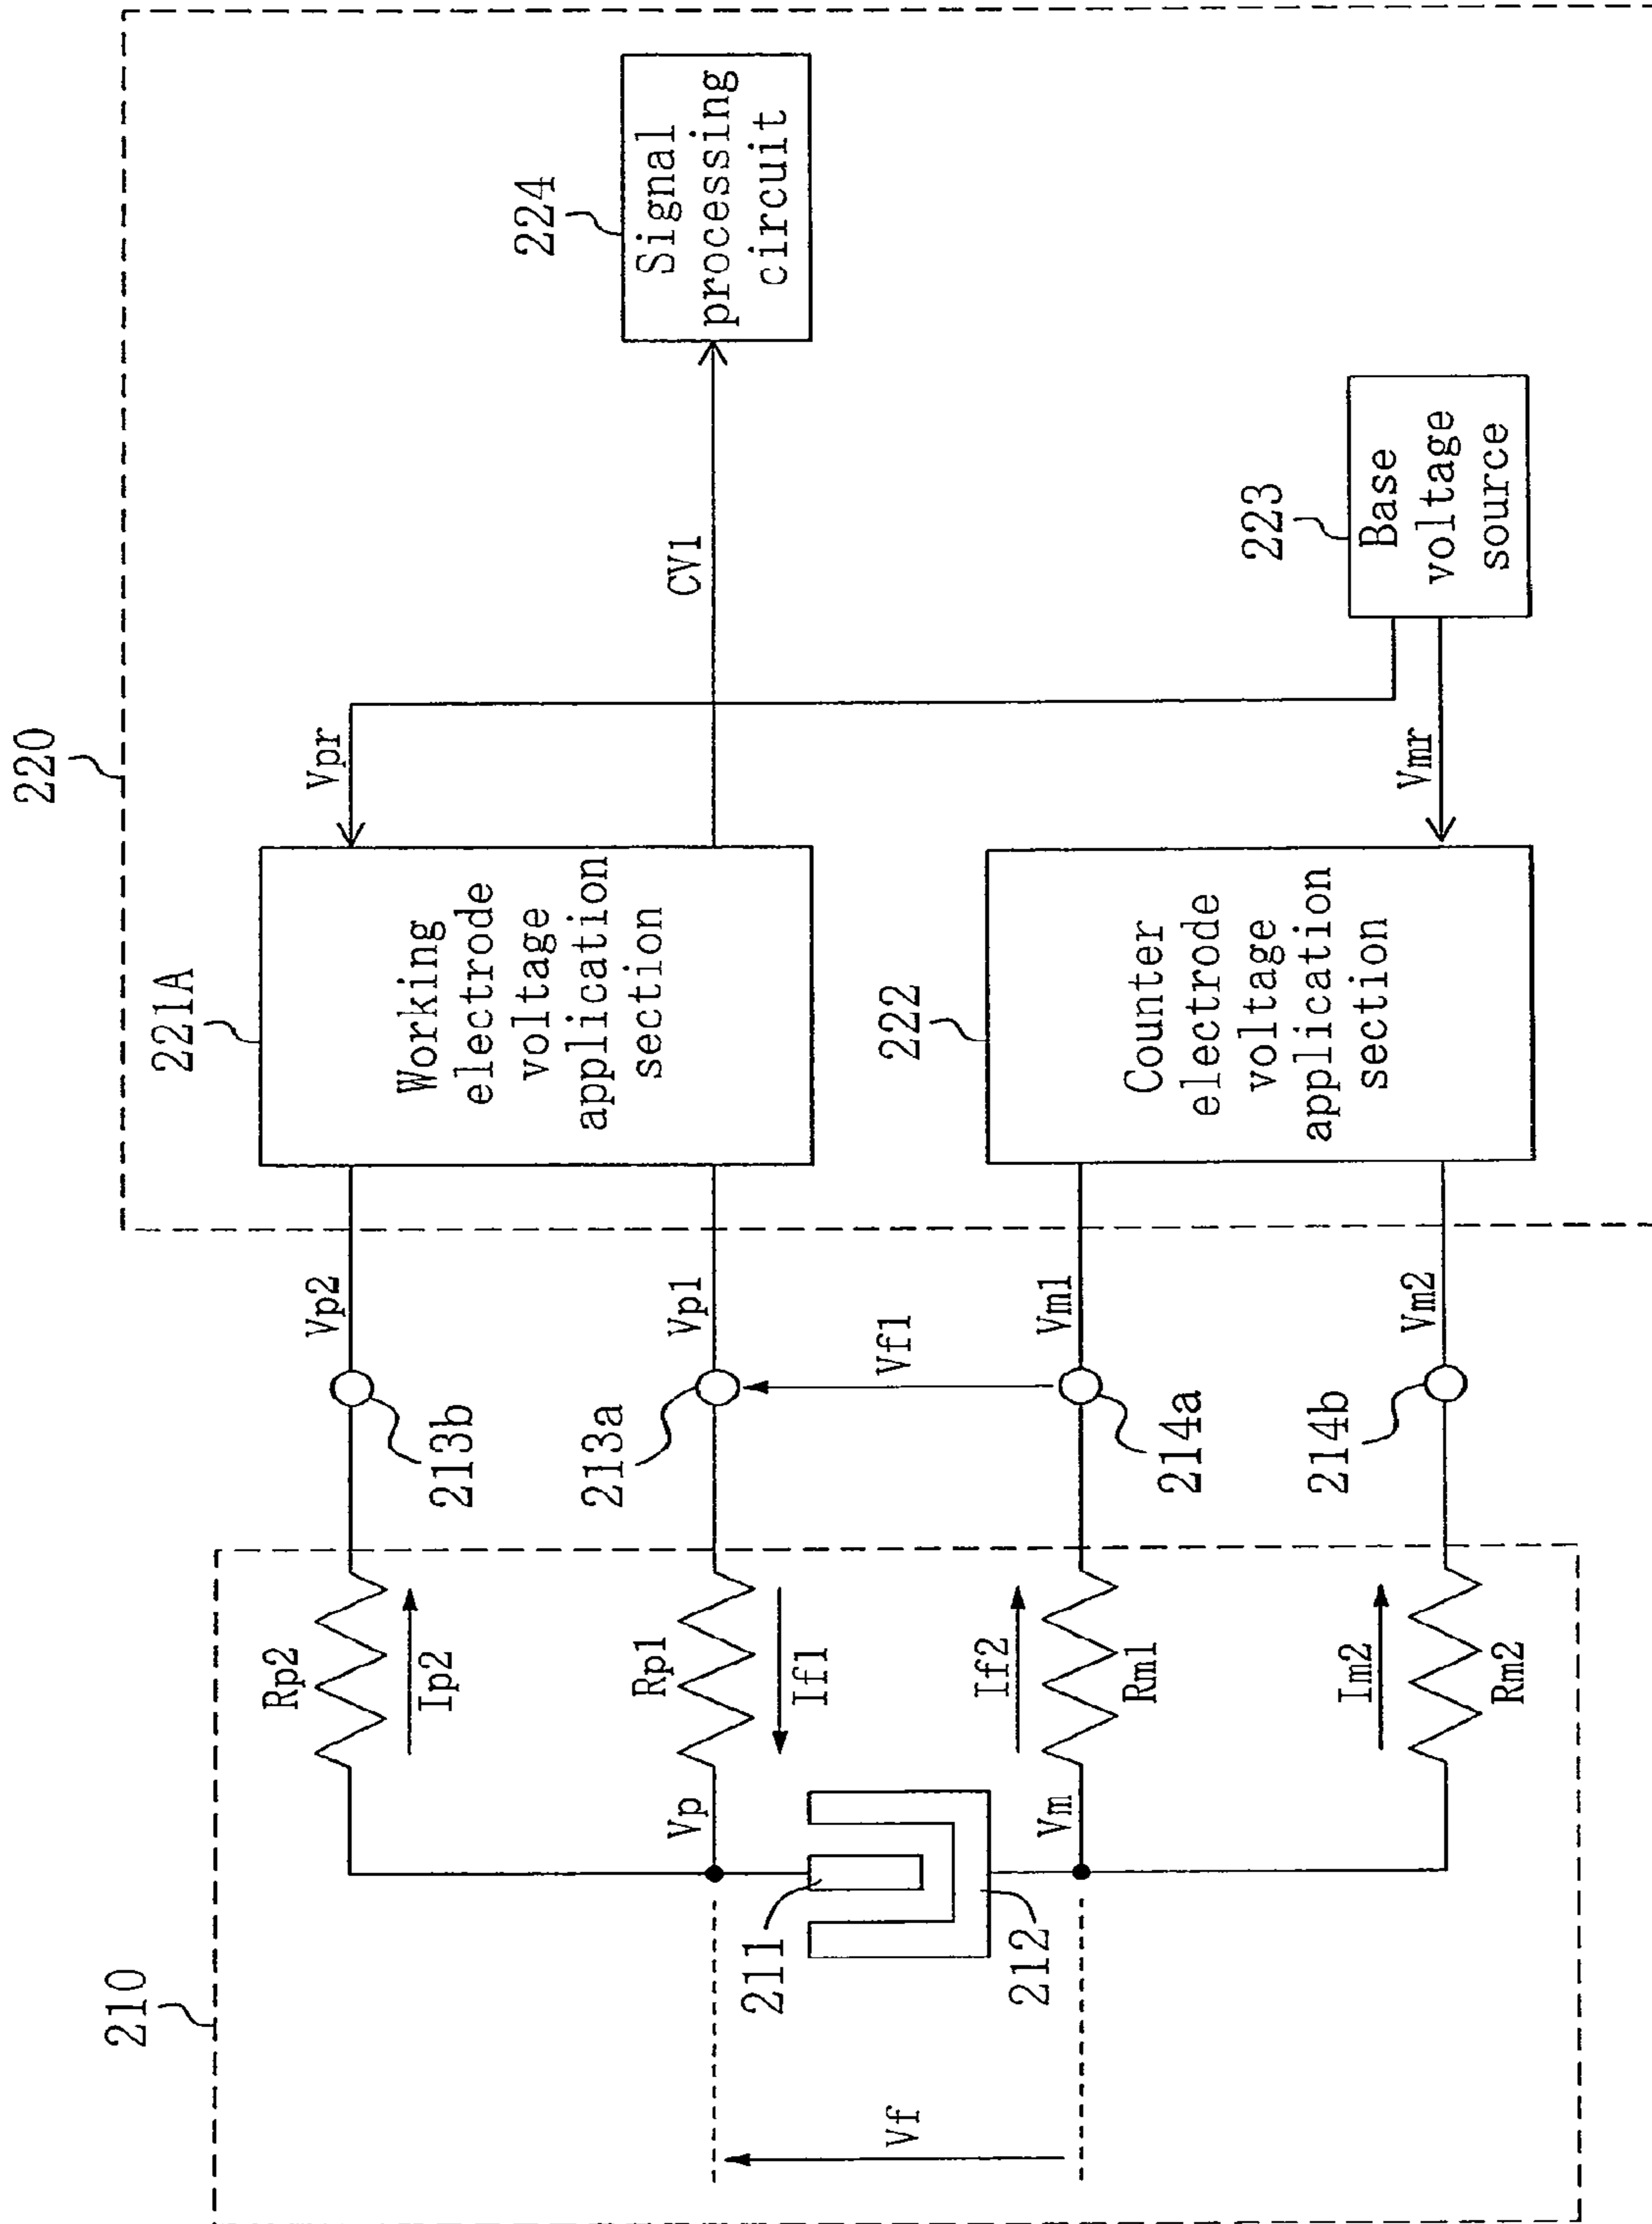 210
220
Rp2
Ip2
213b
Vp2
221A
Working
electrode
voltage
application
section
Vpr
224
Signal
processing
circuit
CV1
Vp
Rp1
If1
213a
Vp1
Vf
211
212
Vf1
Vm
If2
Rm1
214a
Vm1
222
Counter
electrode
voltage
application
section
Vmr
223
Base
voltage
source
Im2
Rm2
214b
Vm2